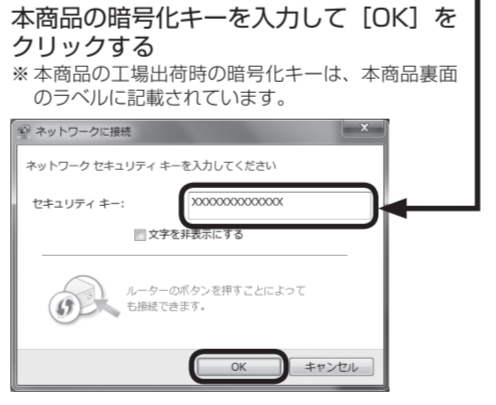 本商品の暗号化キーを入力して［OK］を
クリックする
※ 本商品の工場出荷時の暗号化キーは、本商品裏面
のラベルに記載されています。
ネットワークに接続
ネットワーク セキュリティ キーを入力してください
セキュリティ キー:
XXXXXXXXXXXXX
文字を非表示にする
ルーターのボタンを押すことによって
も接続できます。
OK キャンセル